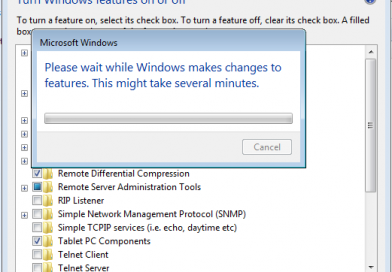 Turn Windows features on or off
To turn a feature on, select its check box. To turn a feature off, clear its check box. A filled
box
Microsoft Windows
Please wait while Windows makes changes to
features. This might take several minutes.
Cancel
Remote Differential Compression
Remote Server Administration Tools
RIP Listener
Simple Network Management Protocol (SNMP)
Simple TCPIP services (i.e. echo, daytime etc)
Tablet PC Components
Telnet Client
Telnet Server